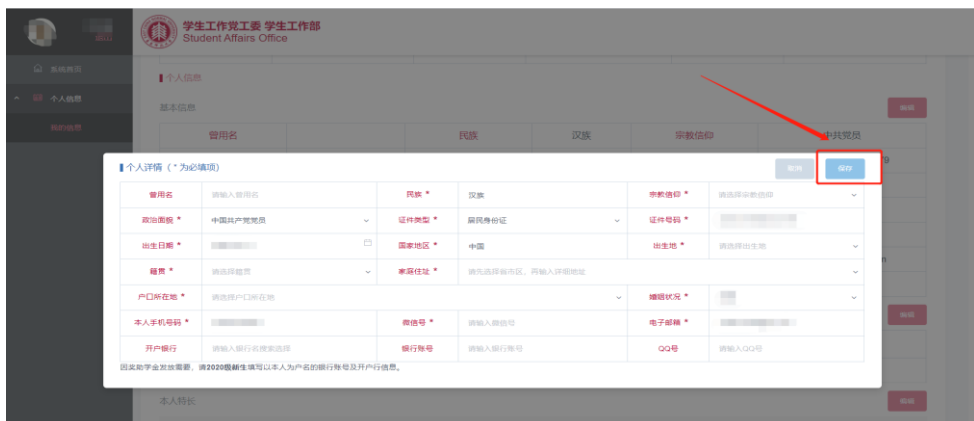 学生工作党工委 学生工作部
Student Affairs Office
系统首页
个人信息
我的信息
个人信息
基本信息
编辑
曾用名 民族 汉族 宗教信仰 中共党员
个人详情（ * 为必填项）
取消 保存
曾用名 请输入曾用名 民族 * 汉族 宗教信仰 * 请选择宗教信仰
政治面貌 * 中国共产党党员 证件类型 * 居民身份证 证件号码 *
出生日期 * 国家地区 * 中国 出生地 * 请选择出生地
籍贯 * 请选择籍贯 家庭住址 * 请先选择省市区，再输入详细地址
户口所在地 * 请选择户口所在地 婚姻状况 *
本人手机号码 * 微信号 * 请输入微信号 电子邮箱 *
开户银行 请输入银行名搜索选择 银行账号 请输入银行账号 QQ号 请输入QQ号
因奖助学金发放需要，请2020级新生填写以本人为户名的银行账号及开户行信息。
编辑
本人特长
编辑